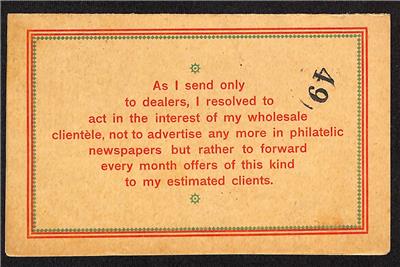 As I send only
to dealers, I resolved to
act in the interest of my wholesale
clientèle, not to advertise any more in philatelic
newspapers but rather to forward
every month offers of this kind
to my estimated clients.
49